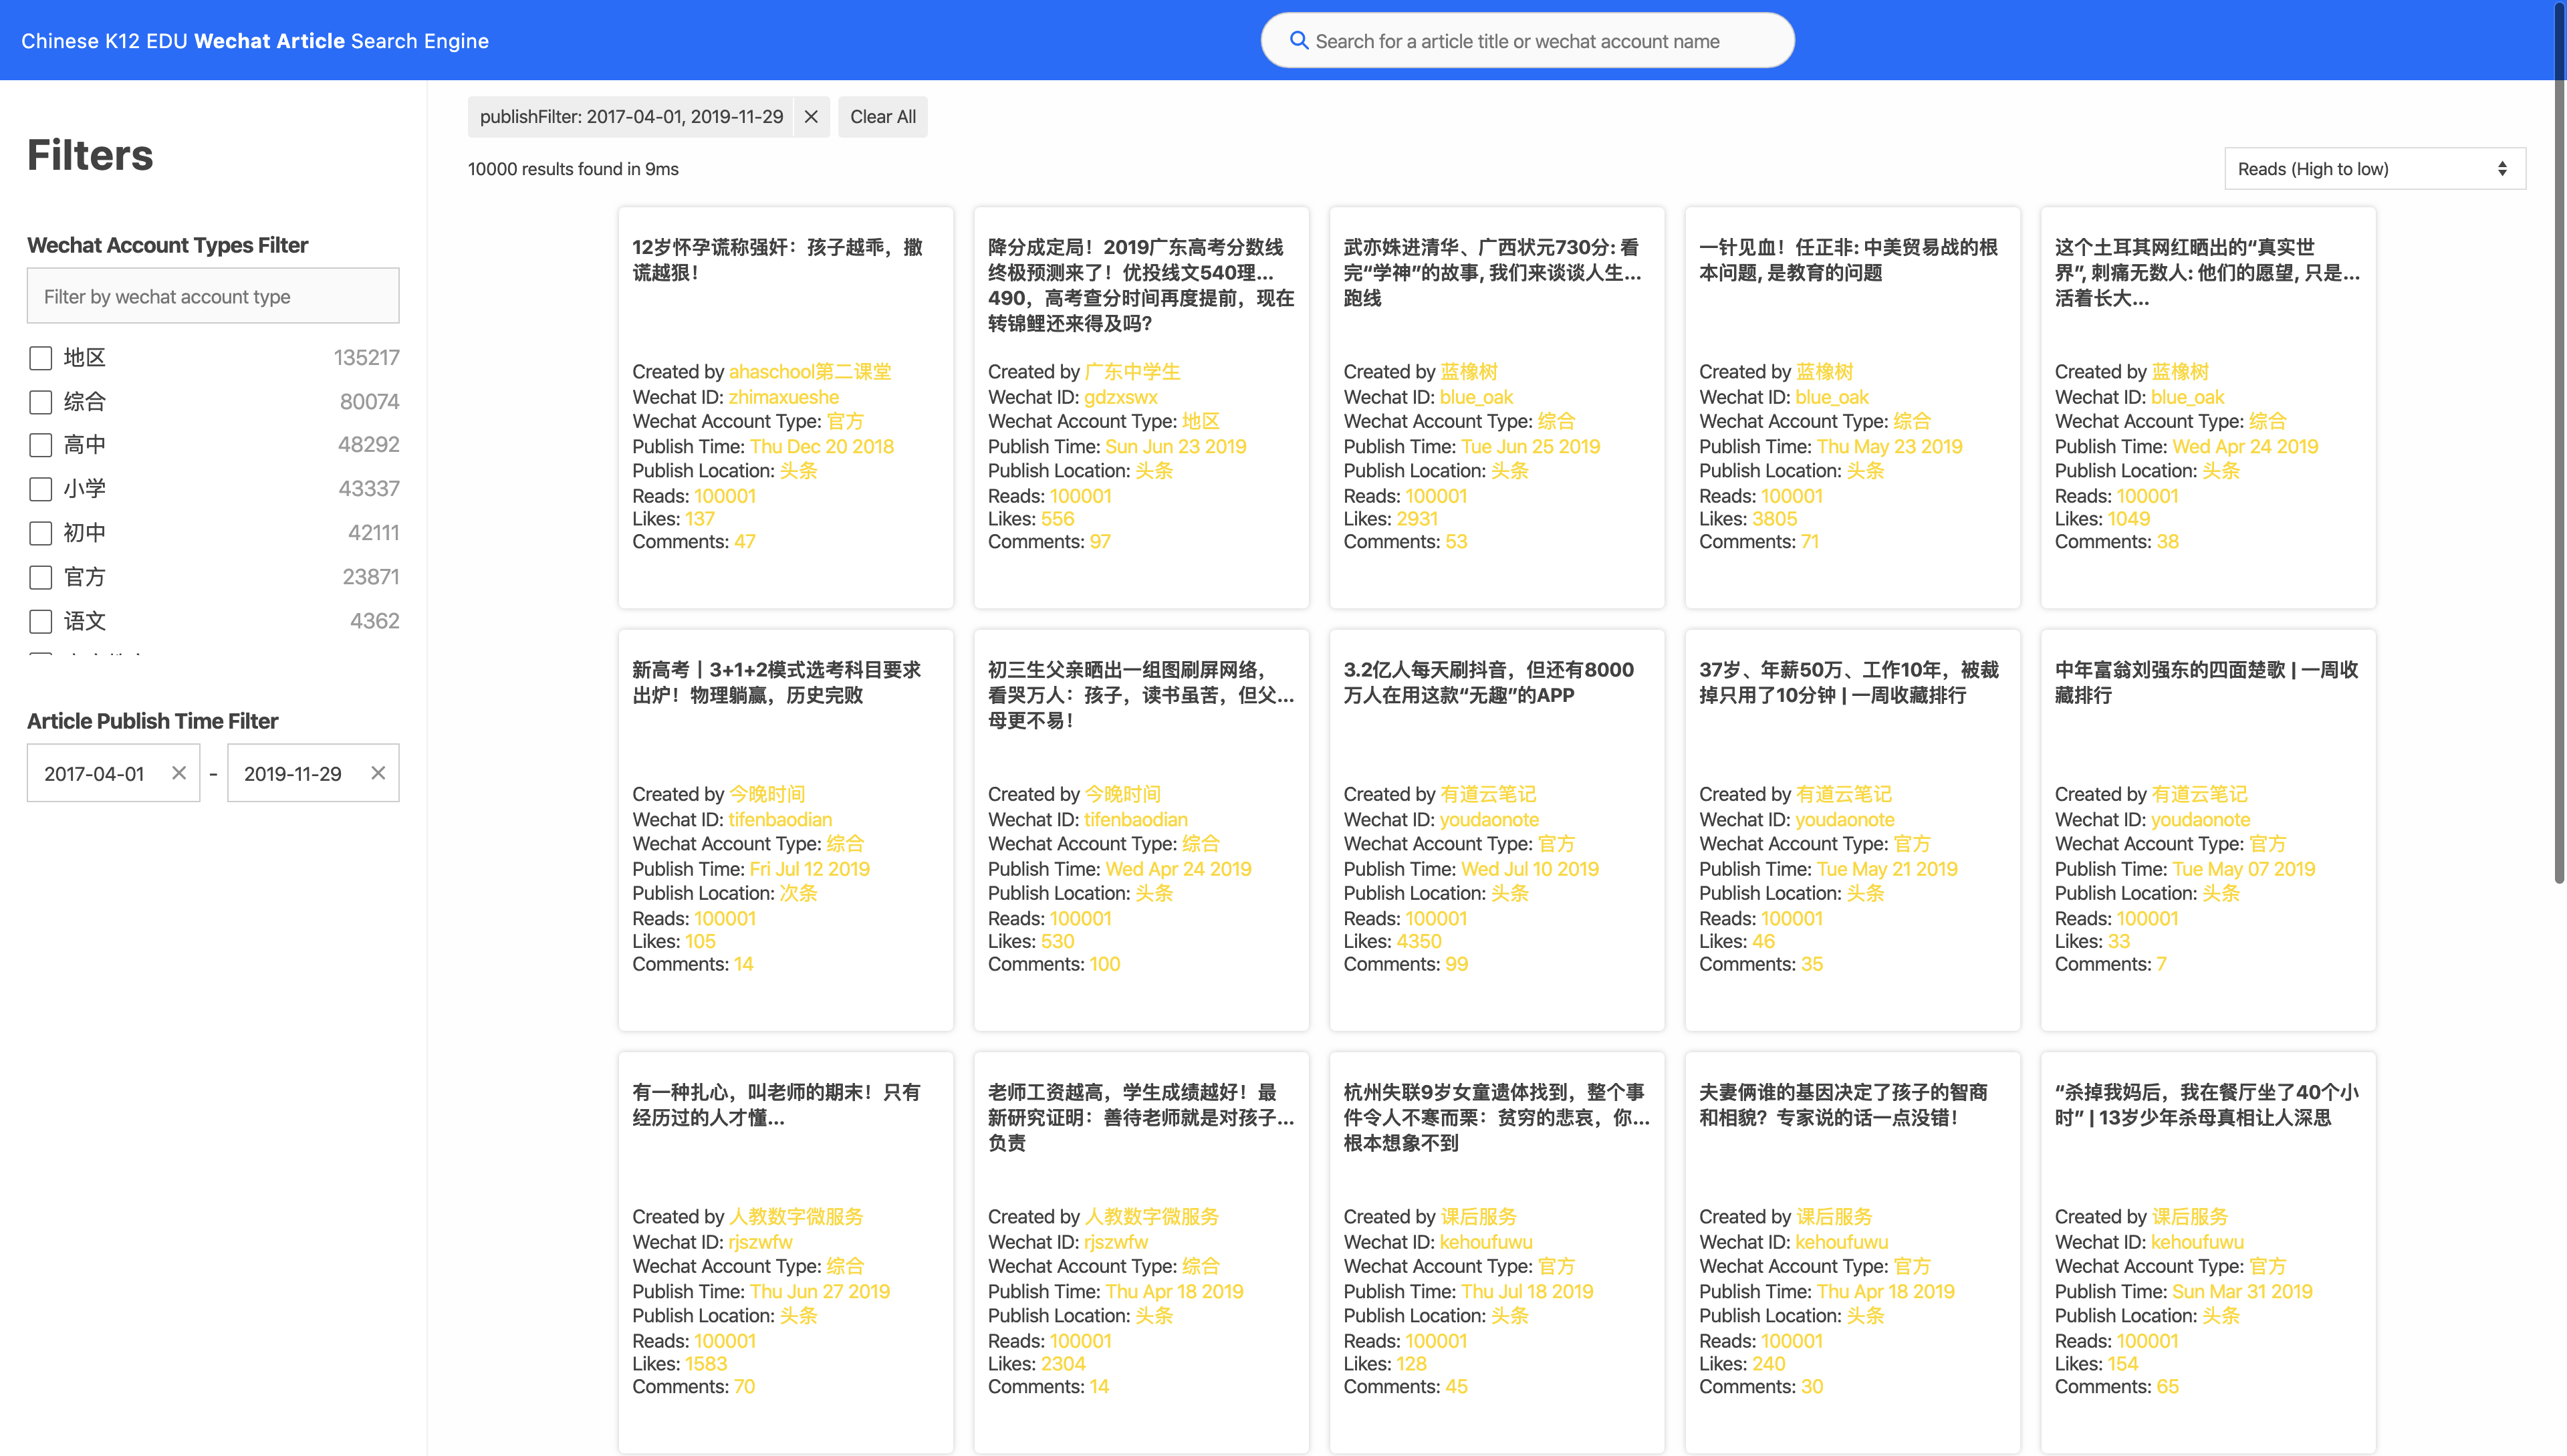 Chinese K12 EDU Wechat Article Search Engine
Search for a article title or wechat account name
Filters
Wechat Account Types Filter
Filter by wechat account type
地区 135217
综合 80074
高中 48292
小学 43337
初中 42111
官方 23871
语文 4362
Article Publish Time Filter
2017-04-01 - 2019-11-29
publishFilter: 2017-04-01, 2019-11-29
Clear All
10000 results found in 9ms
Reads (High to low)
12岁怀孕谎称强奸：孩子越乖，撒
谎越狠！
Created by ahaschool第二课堂
Wechat ID: zhimaxueshe
Wechat Account Type: 官方
Publish Time: Thu Dec 20 2018
Publish Location: 头条
Reads: 100001
Likes: 137
Comments: 47
降分成定局！2019广东高考分数线
终极预测来了！优投线文540理...
490，高考查分时间再度提前，现在
转锦鲤还来得及吗?
Created by 广东中学生
Wechat ID: gdzxswx
Wechat Account Type: 地区
Publish Time: Sun Jun 23 2019
Publish Location: 头条
Reads: 100001
Likes: 556
Comments: 97
武亦姝进清华、广西状元730分: 看
完“学神”的故事, 我们来谈谈人生...
跑线
Created by 蓝橡树
Wechat ID: blue_oak
Wechat Account Type: 综合
Publish Time: Tue Jun 25 2019
Publish Location: 头条
Reads: 100001
Likes: 2931
Comments: 53
一针见血！任正非: 中美贸易战的根
本问题, 是教育的问题
Created by 蓝橡树
Wechat ID: blue_oak
Wechat Account Type: 综合
Publish Time: Thu May 23 2019
Publish Location: 头条
Reads: 100001
Likes: 3805
Comments: 71
这个土耳其网红晒出的“真实世
界”, 刺痛无数人: 他们的愿望, 只是...
活着长大...
Created by 蓝橡树
Wechat ID: blue_oak
Wechat Account Type: 综合
Publish Time: Wed Apr 24 2019
Publish Location: 头条
Reads: 100001
Likes: 1049
Comments: 38
新高考丨3+1+2模式选考科目要求
出炉！物理躺赢，历史完败
Created by 今晚时间
Wechat ID: tifenbaodian
Wechat Account Type: 综合
Publish Time: Fri Jul 12 2019
Publish Location: 次条
Reads: 100001
Likes: 105
Comments: 14
初三生父亲晒出一组图刷屏网络，
看哭万人：孩子，读书虽苦，但父...
母更不易！
Created by 今晚时间
Wechat ID: tifenbaodian
Wechat Account Type: 综合
Publish Time: Wed Apr 24 2019
Publish Location: 头条
Reads: 100001
Likes: 530
Comments: 100
3.2亿人每天刷抖音，但还有8000
万人在用这款“无趣”的APP
Created by 有道云笔记
Wechat ID: youdaonote
Wechat Account Type: 官方
Publish Time: Wed Jul 10 2019
Publish Location: 头条
Reads: 100001
Likes: 4350
Comments: 99
37岁、年薪50万、工作10年，被裁
掉只用了10分钟 | 一周收藏排行
Created by 有道云笔记
Wechat ID: youdaonote
Wechat Account Type: 官方
Publish Time: Tue May 21 2019
Publish Location: 头条
Reads: 100001
Likes: 46
Comments: 35
中年富翁刘强东的四面楚歌 | 一周收
藏排行
Created by 有道云笔记
Wechat ID: youdaonote
Wechat Account Type: 官方
Publish Time: Tue May 07 2019
Publish Location: 头条
Reads: 100001
Likes: 33
Comments: 7
有一种扎心，叫老师的期末！只有
经历过的人才懂...
Created by 人教数字微服务
Wechat ID: rjszwfw
Wechat Account Type: 综合
Publish Time: Thu Jun 27 2019
Publish Location: 头条
Reads: 100001
Likes: 1583
Comments: 70
老师工资越高，学生成绩越好！最
新研究证明：善待老师就是对孩子...
负责
Created by 人教数字微服务
Wechat ID: rjszwfw
Wechat Account Type: 综合
Publish Time: Thu Apr 18 2019
Publish Location: 头条
Reads: 100001
Likes: 2304
Comments: 14
杭州失联9岁女童遗体找到，整个事
件令人不寒而栗：贫穷的悲哀，你...
根本想象不到
Created by 课后服务
Wechat ID: kehoufuwu
Wechat Account Type: 官方
Publish Time: Thu Jul 18 2019
Publish Location: 头条
Reads: 100001
Likes: 128
Comments: 45
夫妻俩谁的基因决定了孩子的智商
和相貌？专家说的话一点没错！
Created by 课后服务
Wechat ID: kehoufuwu
Wechat Account Type: 官方
Publish Time: Thu Apr 18 2019
Publish Location: 头条
Reads: 100001
Likes: 240
Comments: 30
“杀掉我妈后，我在餐厅坐了40个小
时” | 13岁少年杀母真相让人深思
Created by 课后服务
Wechat ID: kehoufuwu
Wechat Account Type: 官方
Publish Time: Sun Mar 31 2019
Publish Location: 头条
Reads: 100001
Likes: 154
Comments: 65